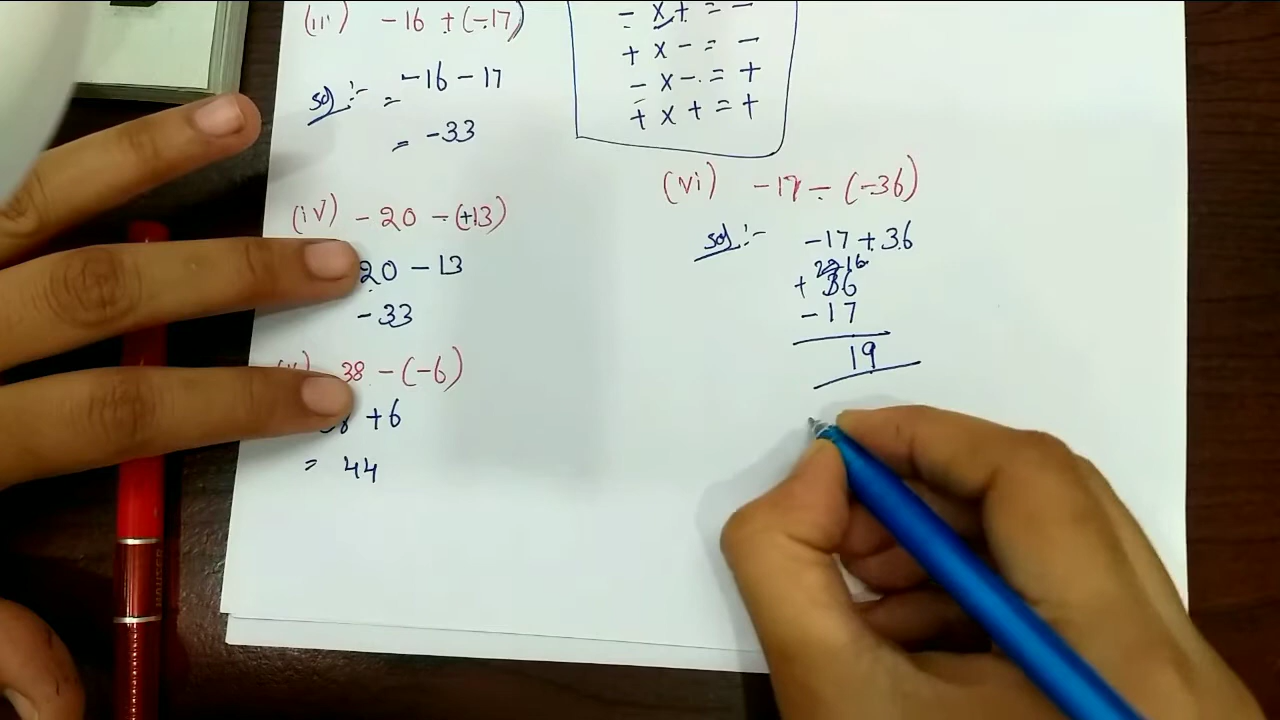 (iii) -16 + (-17)
sol:- = -16 - 17
= -33
(iv) -20 - (+13)
20 - 13
-33
38 - (-6)
+6
= 44
- x + = -
+ x - = -
- x - = +
+ x + = +
(vi) -17 - (-36)
sol:- -17 + 36
16
+ 36
- 17
19